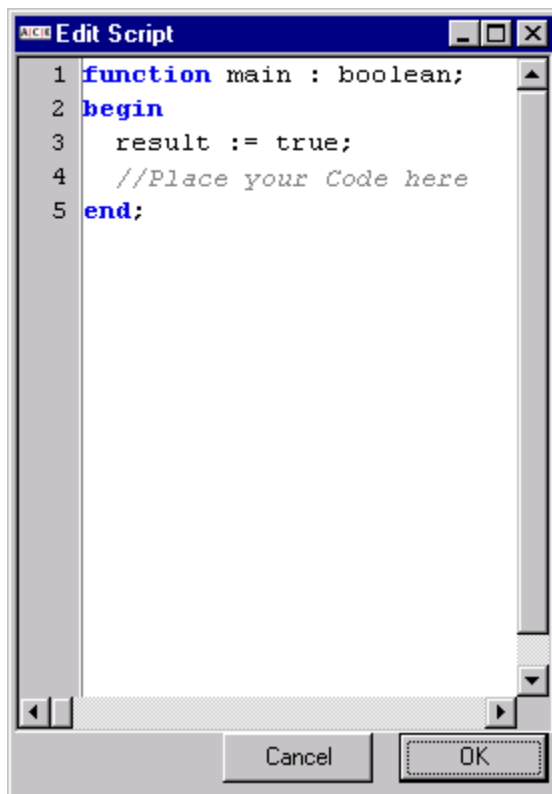 ACK Edit Script
1 function main : boolean;
2 begin
3   result := true;
4   //Place your Code here
5 end;
Cancel OK